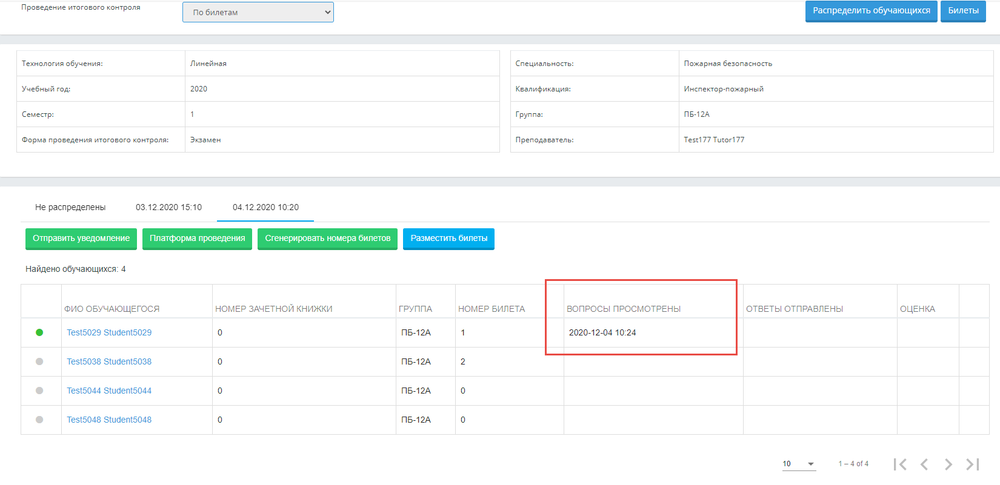 Проведение итогового контроля По билетам Распределить обучающихся Билеты
Технология обучения: Линейная Специальность: Пожарная безопасность
Учебный год: 2020 Квалификация: Инспектор-пожарный
Семестр: 1 Группа: ПБ-12А
Форма проведения итогового контроля: Экзамен Преподаватель: Test177 Tutor177
Не распределены 03.12.2020 15:10 04.12.2020 10:20
Отправить уведомление Платформа проведения Сгенерировать номера билетов Разместить билеты
Найдено обучающихся: 4
ФИО ОБУЧАЮЩЕГОСЯ НОМЕР ЗАЧЕТНОЙ КНИЖКИ ГРУППА НОМЕР БИЛЕТА ВОПРОСЫ ПРОСМОТРЕНЫ ОТВЕТЫ ОТПРАВЛЕНЫ ОЦЕНКА
Test5029 Student5029 0 ПБ-12А 1 2020-12-04 10:24
Test5038 Student5038 0 ПБ-12А 2
Test5044 Student5044 0 ПБ-12А 0
Test5048 Student5048 0 ПБ-12А 0
10 1 – 4 of 4